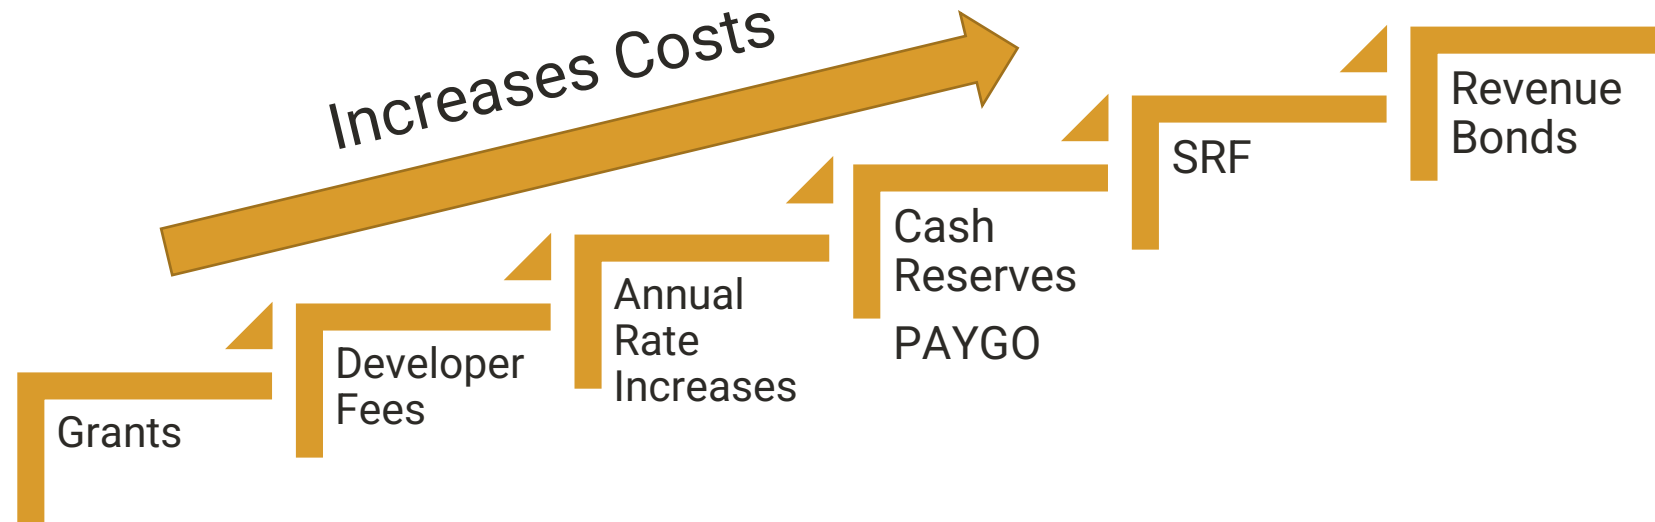 Increases Costs
Grants
Developer
Fees
Annual
Rate
Increases
Cash
Reserves
PAYGO
SRF
Revenue
Bonds